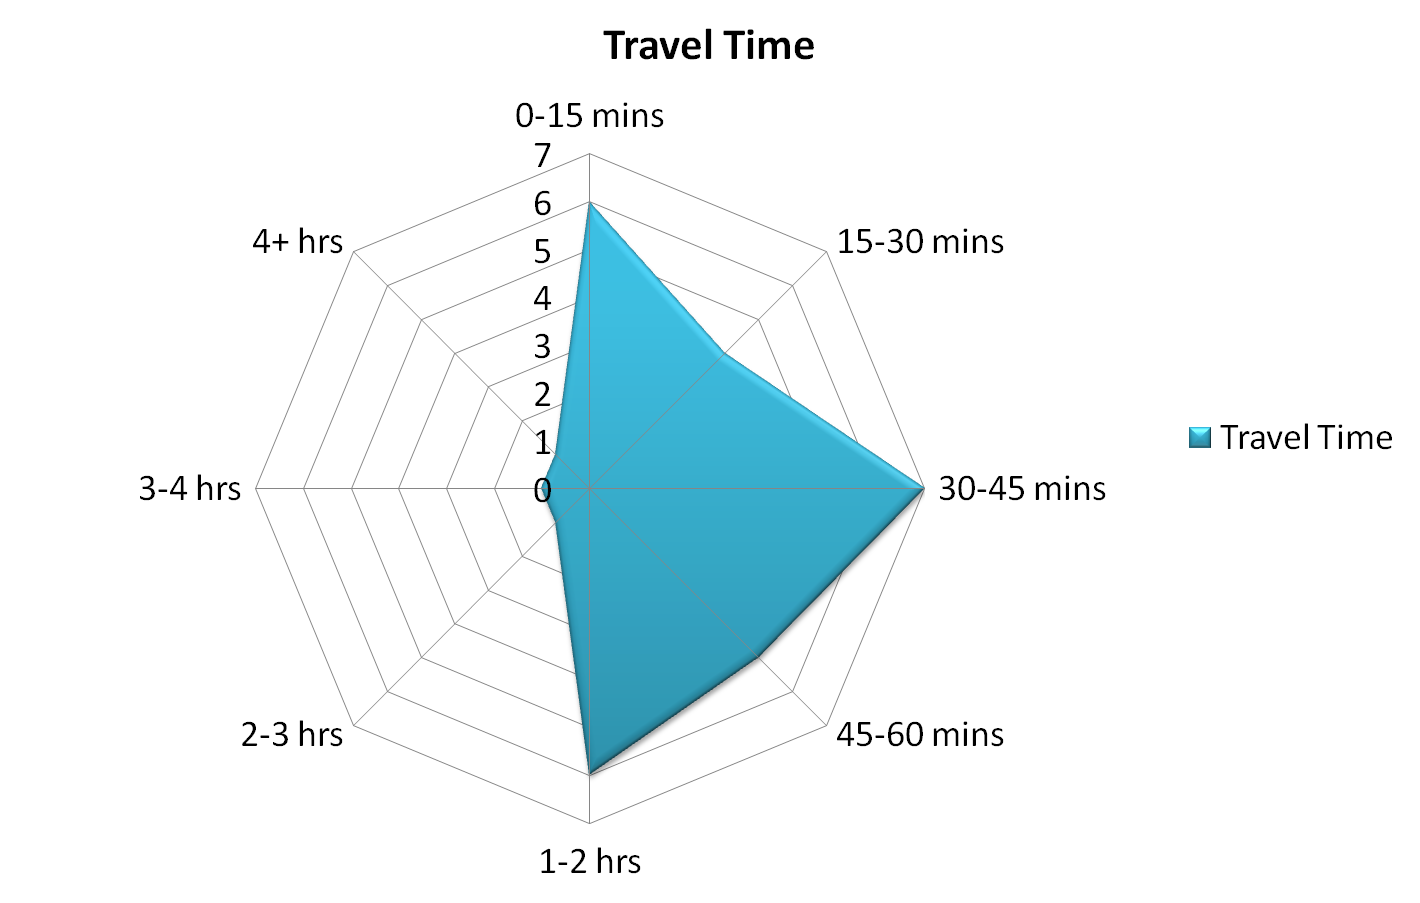 Travel Time
0-15 mins
7
6
5
4
3
2
1
0
15-30 mins
30-45 mins
45-60 mins
1-2 hrs
2-3 hrs
3-4 hrs
4+ hrs
Travel Time